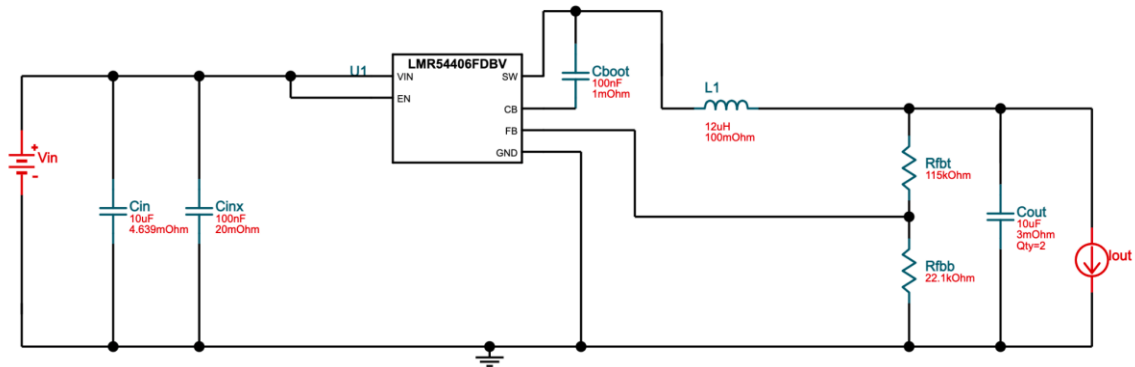 LMR54406FDBV
U1
VIN
EN
SW
CB
FB
GND
Cboot
100nF
1mOhm
L1
12uH
100mOhm
+
Vin
-
Cin
10uF
4.639mOhm
Cinx
100nF
20mOhm
Rfbt
115kOhm
Rfbb
22.1kOhm
Cout
10uF
3mOhm
Qty=2
Iout